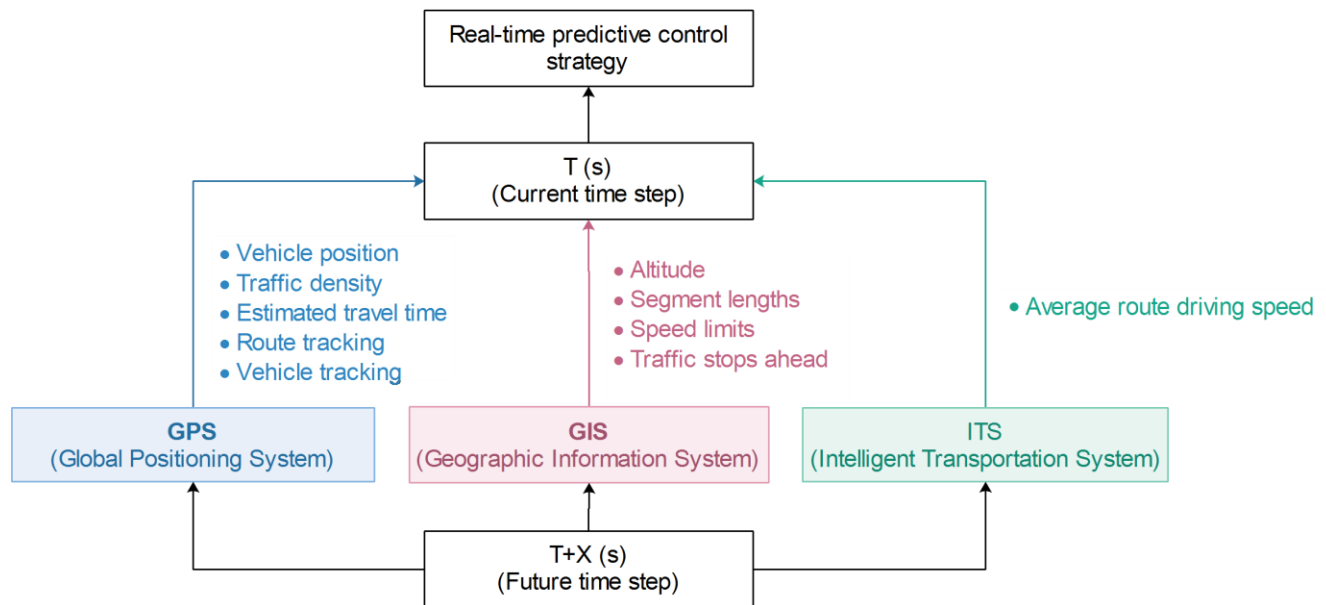 Real-time predictive control
strategy
T (s)
(Current time step)
• Vehicle position
• Traffic density
• Estimated travel time
• Route tracking
• Vehicle tracking
• Altitude
• Segment lengths
• Speed limits
• Traffic stops ahead
• Average route driving speed
GPS
(Global Positioning System)
GIS
(Geographic Information System)
ITS
(Intelligent Transportation System)
T+X (s)
(Future time step)